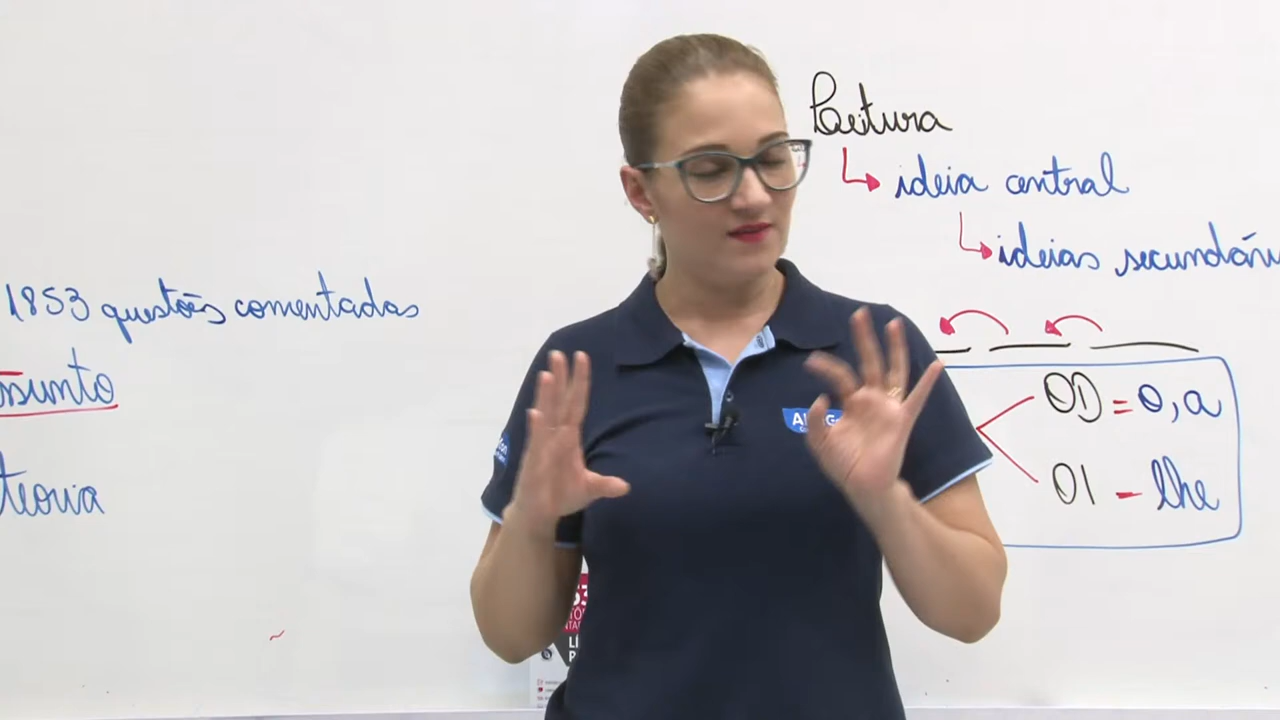 Leitura
ideia central
ideias secundári
1853 questões comentadas
ssunto
teoria
OD = o, a
OI - lhe